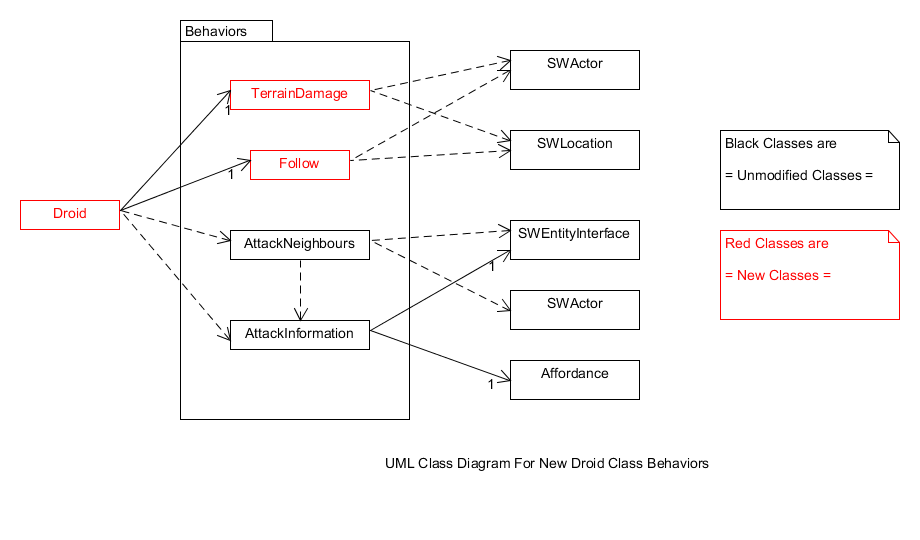 Behaviors
TerrainDamage
1
Follow
1
Droid
AttackNeighbours
AttackInformation
SWActor
SWLocation
SWEntityInterface
1
SWActor
Affordance
1
Black Classes are
= Unmodified Classes =
Red Classes are
= New Classes =
UML Class Diagram For New Droid Class Behaviors